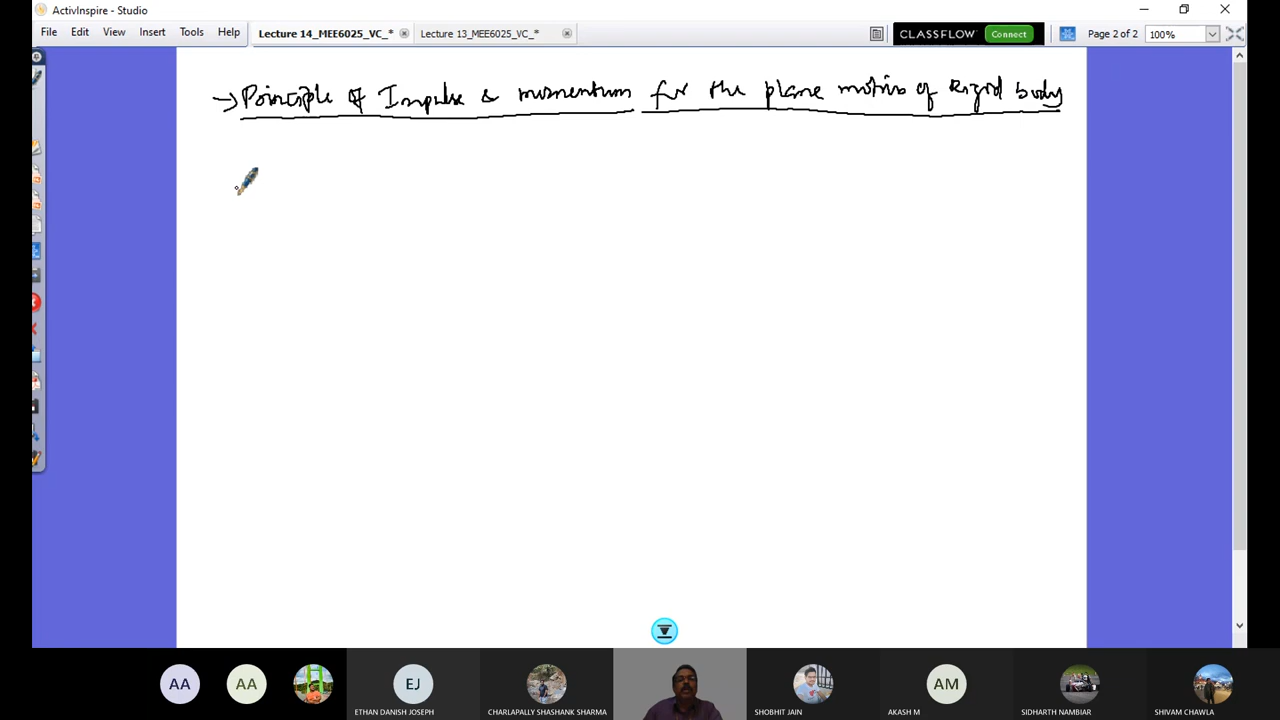 ActivInspire - Studio
File Edit View Insert Tools Help
Lecture 14_MEE6025_VC_*
Lecture 13_MEE6025_VC_*
CLASSFLOW Connect
Page 2 of 2
100%
→ Principle of Impulse & momentum for the plane motion of Rigid body
AA
AA
EJ
AM
ETHAN DANISH JOSEPH
CHARLAPALLY SHASHANK SHARMA
SHOBHIT JAIN
AKASH M
SIDHARTH NAMBIAR
SHIVAM CHAWLA